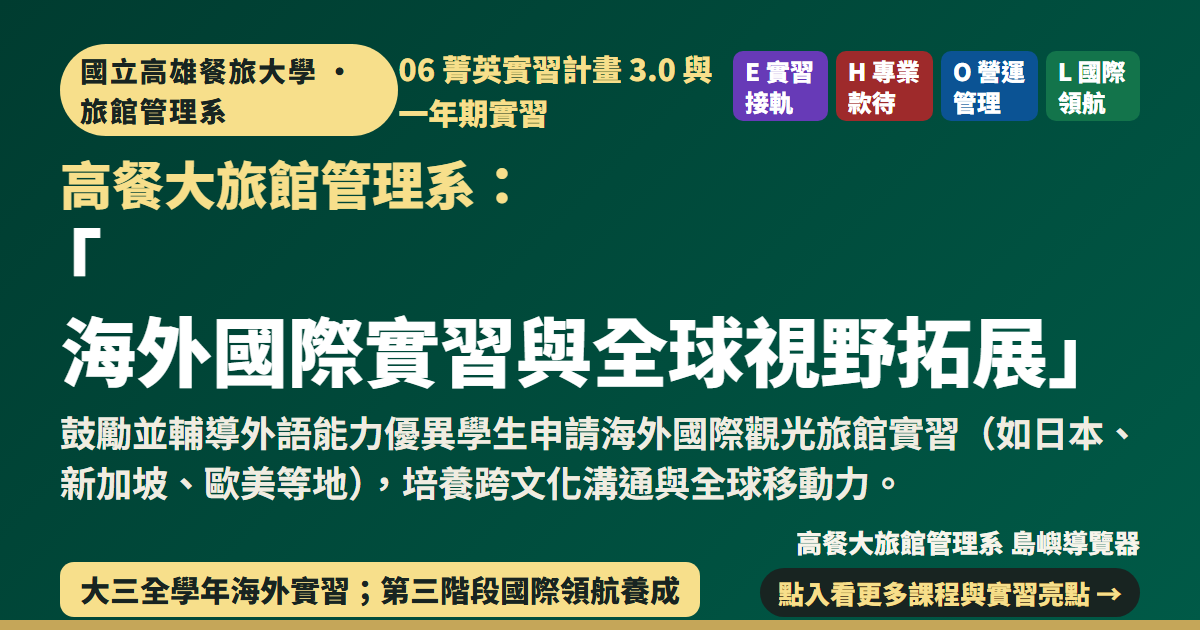 國立高雄餐旅大學 ·
旅館管理系
06 菁英實習計畫 3.0 與
一年期實習
E 實習
接軌
H 專業
款待
O 營運
管理
L 國際
領航
高餐大旅館管理系：
「
海外國際實習與全球視野拓展」
鼓勵並輔導外語能力優異學生申請海外國際觀光旅館實習（如日本、
新加坡、歐美等地），培養跨文化溝通與全球移動力。
高餐大旅館管理系 島嶼導覽器
大三全學年海外實習；第三階段國際領航養成
點入看更多課程與實習亮點 →